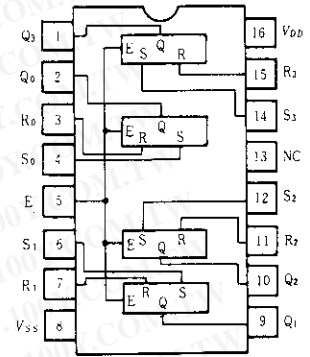 Q3 1
Q0 2
R0 3
S0 4
E 5
S1 6
R1 7
VSS 8
16 VDD
15 R3
14 S3
13 NC
12 S2
11 R2
10 Q2
9 Q1
E S Q R
E R Q S
E S Q R
E R Q S